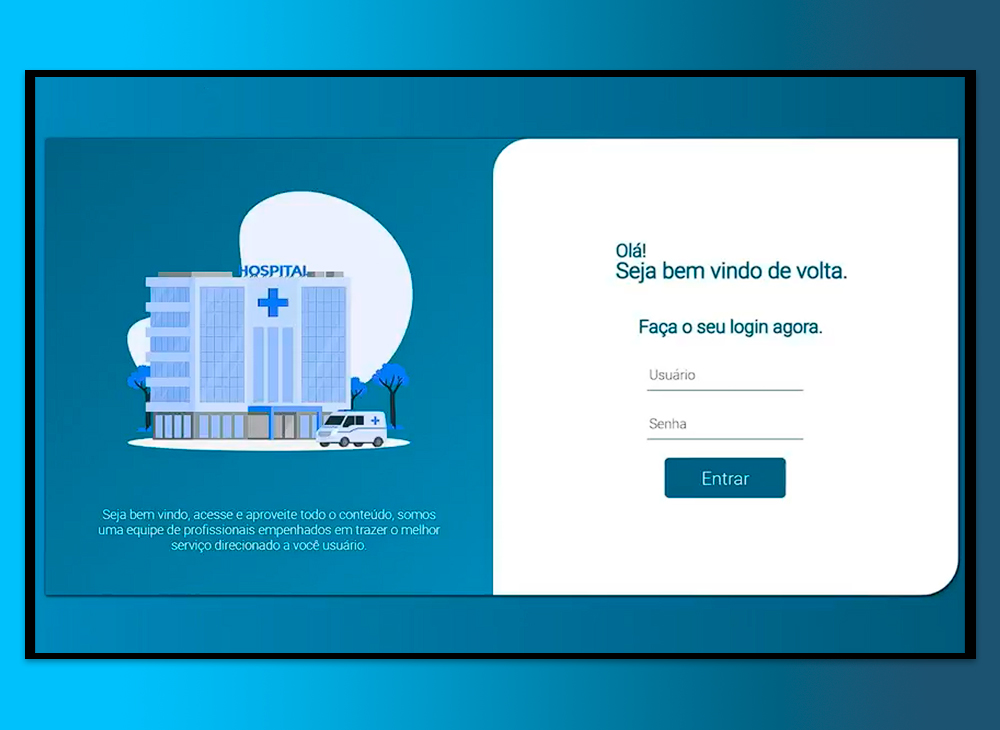 HOSPITAL
Seja bem vindo, acesse e aproveite todo o conteúdo, somos
uma equipe de profissionais empenhados em trazer o melhor
serviço direcionado a você usuário.
Olá!
Seja bem vindo de volta.
Faça o seu login agora.
Usuário
Senha
Entrar